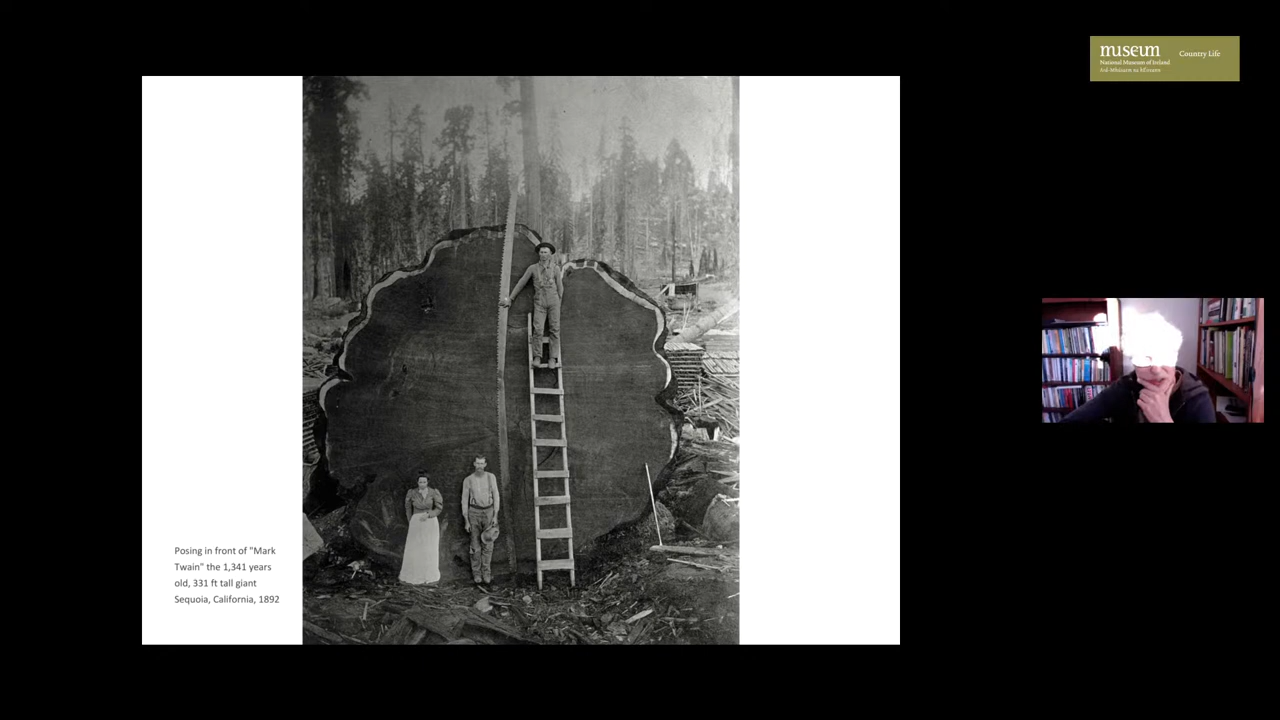 museum
Country Life
National Museum of Ireland
Ard-Mhúsaem na hÉireann
Posing in front of "Mark
Twain" the 1,341 years
old, 331 ft tall giant
Sequoia, California, 1892